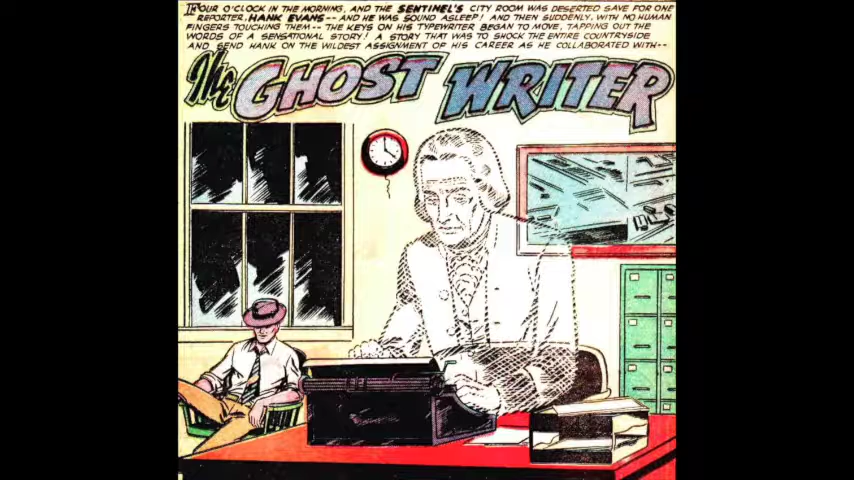 FOUR O'CLOCK IN THE MORNING, AND THE SENTINEL'S CITY ROOM WAS DESERTED SAVE FOR ONE
REPORTER, HANK EVANS -- AND HE WAS SOUND ASLEEP! AND THEN SUDDENLY, WITH NO HUMAN
FINGERS TOUCHING THEM -- THE KEYS ON HIS TYPEWRITER BEGAN TO MOVE, TAPPING OUT THE
WORDS OF A SENSATIONAL STORY! A STORY THAT WAS TO SHOCK THE ENTIRE COUNTRYSIDE
AND SEND HANK ON THE WILDEST ASSIGNMENT OF HIS CAREER AS HE COLLABORATED WITH--
The GHOST WRITER